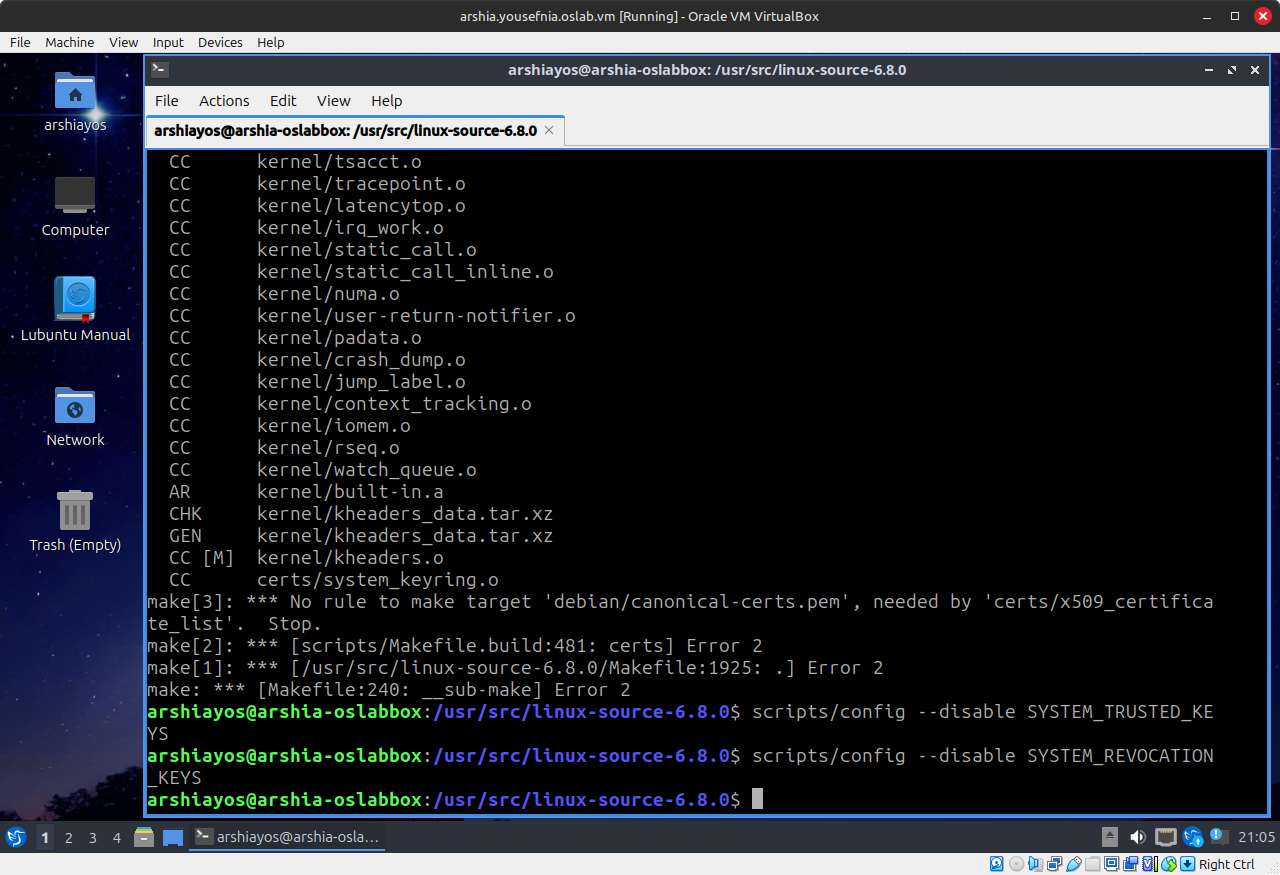 arshia.yousefnia.oslab.vm [Running] - Oracle VM VirtualBox
File Machine View Input Devices Help
arshiayos@arshia-oslabbox: /usr/src/linux-source-6.8.0
File Actions Edit View Help
arshiayos@arshia-oslabbox: /usr/src/linux-source-6.8.0
arshiayos
Computer
Lubuntu Manual
Network
Trash (Empty)
CC kernel/tsacct.o
CC kernel/tracepoint.o
CC kernel/latencytop.o
CC kernel/irq_work.o
CC kernel/static_call.o
CC kernel/static_call_inline.o
CC kernel/numa.o
CC kernel/user-return-notifier.o
CC kernel/padata.o
CC kernel/crash_dump.o
CC kernel/jump_label.o
CC kernel/context_tracking.o
CC kernel/iomem.o
CC kernel/rseq.o
CC kernel/watch_queue.o
AR kernel/built-in.a
CHK kernel/kheaders_data.tar.xz
GEN kernel/kheaders_data.tar.xz
CC [M] kernel/kheaders.o
CC certs/system_keyring.o
make[3]: *** No rule to make target 'debian/canonical-certs.pem', needed by 'certs/x509_certifica
te_list'.  Stop.
make[2]: *** [scripts/Makefile.build:481: certs] Error 2
make[1]: *** [/usr/src/linux-source-6.8.0/Makefile:1925: .] Error 2
make: *** [Makefile:240: __sub-make] Error 2
arshiayos@arshia-oslabbox:/usr/src/linux-source-6.8.0$ scripts/config --disable SYSTEM_TRUSTED_KE
YS
arshiayos@arshia-oslabbox:/usr/src/linux-source-6.8.0$ scripts/config --disable SYSTEM_REVOCATION
_KEYS
arshiayos@arshia-oslabbox:/usr/src/linux-source-6.8.0$
1 2 3 4 arshiayos@arshia-osla... 21:05
Right Ctrl